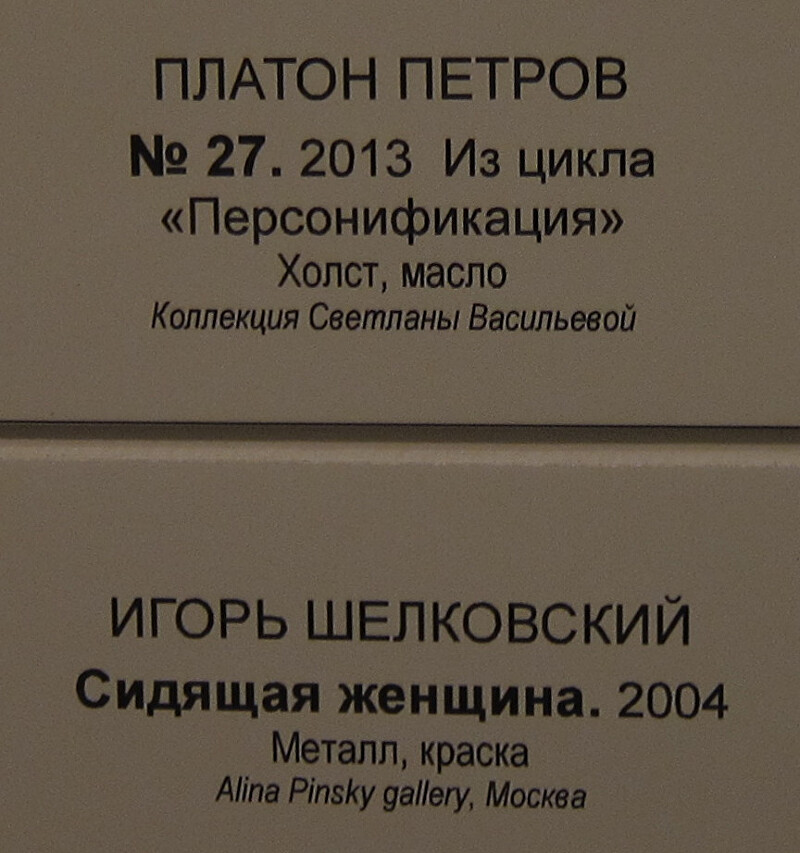 ПЛАТОН ПЕТРОВ
№ 27. 2013 Из цикла
«Персонификация»
Холст, масло
Коллекция Светланы Васильевой
ИГОРЬ ШЕЛКОВСКИЙ
Сидящая женщина. 2004
Металл, краска
Alina Pinsky gallery, Москва